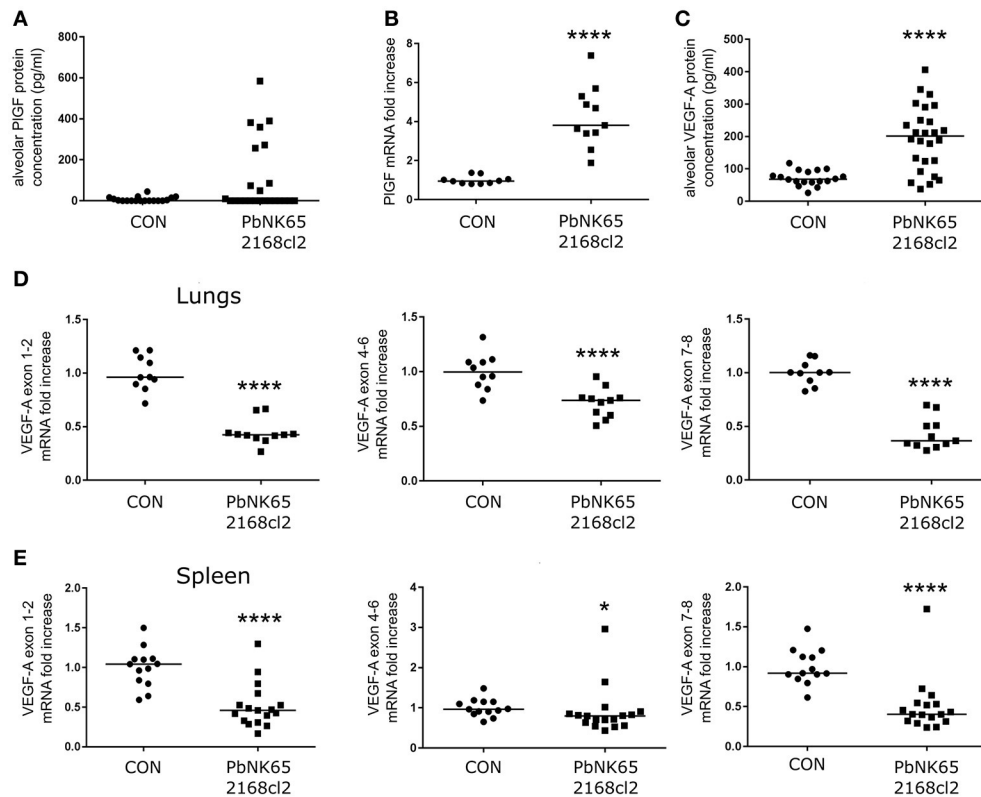 A
alveolar PlGF protein
concentration (pg/ml)
800
600
400
200
0
CON
PbNK65
2168cl2
B
PlGF mRNA fold increase
8
6
4
2
0
****
CON
PbNK65
2168cl2
C
alveolar VEGF-A protein
concentration (pg/ml)
500
400
300
200
100
0
****
CON
PbNK65
2168cl2
D
Lungs
VEGF-A exon 1-2
mRNA fold increase
1.5
1.0
0.5
0.0
****
CON
PbNK65
2168cl2
VEGF-A exon 4-6
mRNA fold increase
1.5
1.0
0.5
0.0
****
CON
PbNK65
2168cl2
VEGF-A exon 7-8
mRNA fold increase
1.5
1.0
0.5
0.0
****
CON
PbNK65
2168cl2
E
Spleen
VEGF-A exon 1-2
mRNA fold increase
2.0
1.5
1.0
0.5
0.0
****
CON
PbNK65
2168cl2
VEGF-A exon 4-6
mRNA fold increase
4
3
2
1
0
*
CON
PbNK65
2168cl2
VEGF-A exon 7-8
mRNA fold increase
2.0
1.5
1.0
0.5
0.0
****
CON
PbNK65
2168cl2